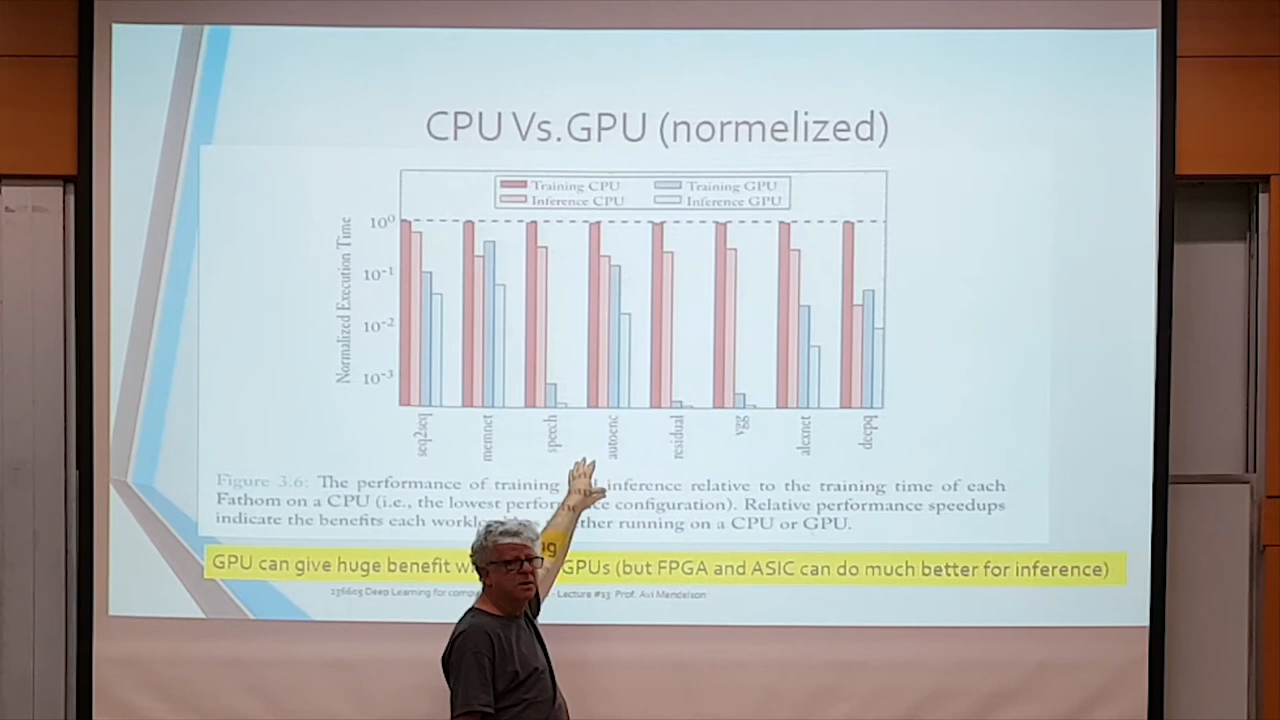 CPU Vs.GPU (normelized)
Training CPU
Training GPU
Inference CPU
Inference GPU
Normalized Execution Time
10⁰
10⁻¹
10⁻²
10⁻³
seq2seq
memnet
speech
autoenc
residual
vgg
alexnet
deepq
Figure 3.6: The performance of training inference relative to the training time of each
Fathom on a CPU (i.e., the lowest configuration). Relative performance speedups
indicate the benefits each running on a CPU or GPU.
GPU can give huge benefit GPUs (but FPGA and ASIC can do much better for inference)
236605 Deep Learning for Lecture #13 Prof. Avi Mendelson